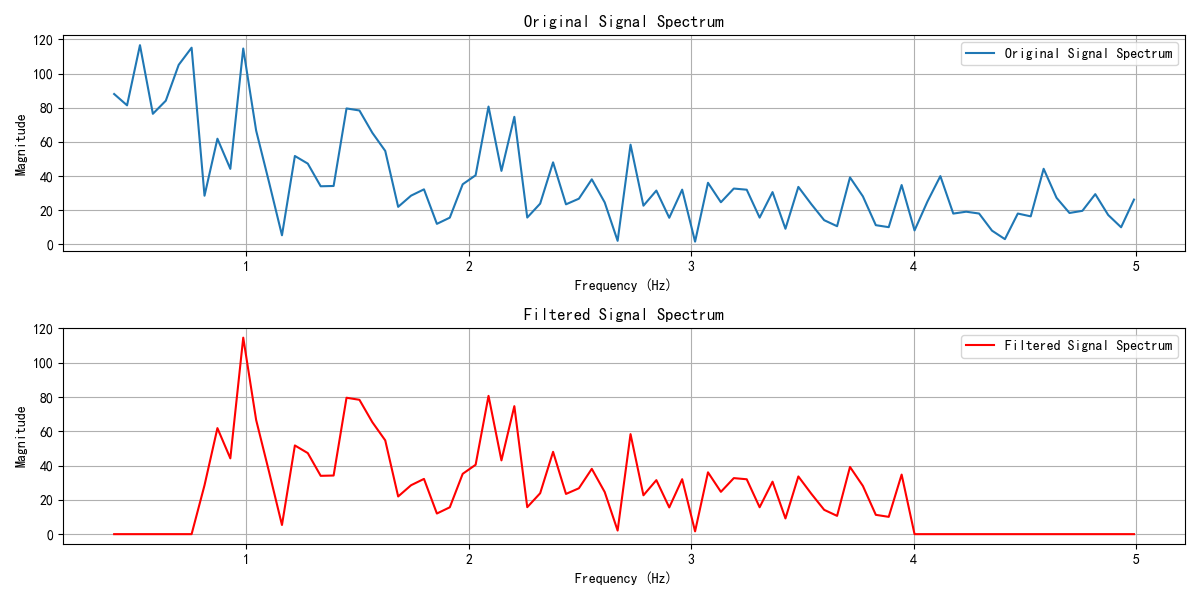 Original Signal Spectrum
120
100
80
60
40
20
0
Magnitude
Original Signal Spectrum
1 2 3 4 5
Frequency (Hz)
Filtered Signal Spectrum
120
100
80
60
40
20
0
Magnitude
Filtered Signal Spectrum
1 2 3 4 5
Frequency (Hz)